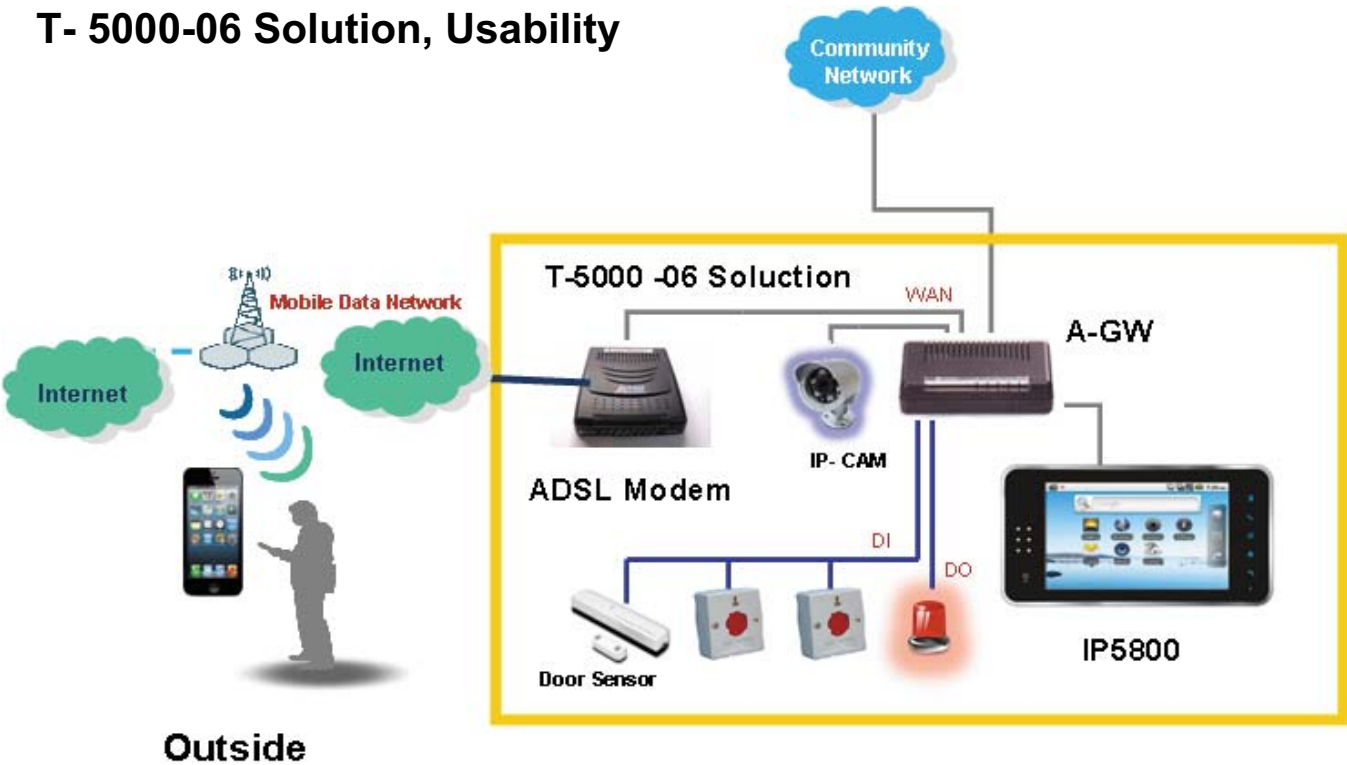 T- 5000-06 Solution, Usability
Community
Network
T-5000 -06 Soluction
WAN
A-GW
Mobile Data Network
Internet
Internet
IP- CAM
ADSL Modem
DI
DO
IP5800
Door Sensor
Outside